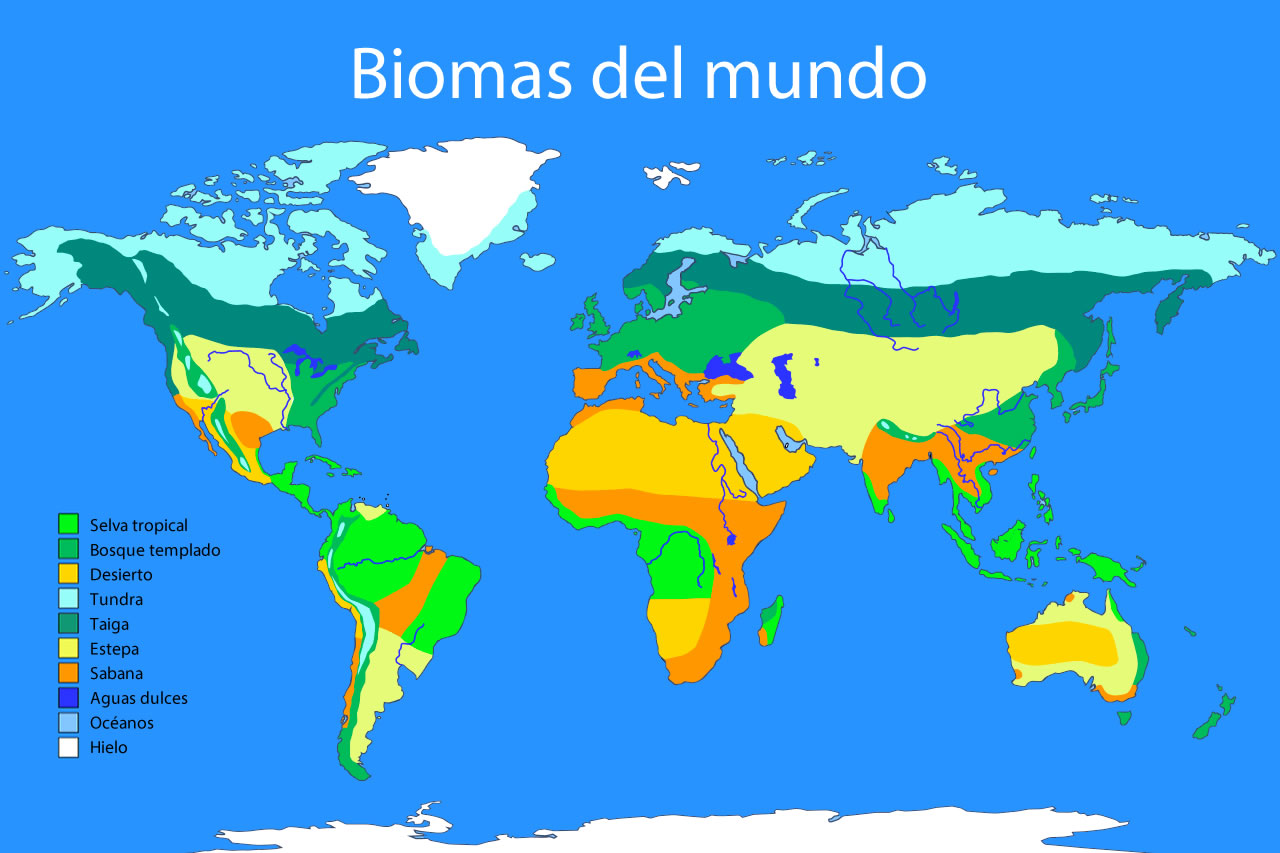 Biomas del mundo
Selva tropical
Bosque templado
Desierto
Tundra
Taiga
Estepa
Sabana
Aguas dulces
Océanos
Hielo